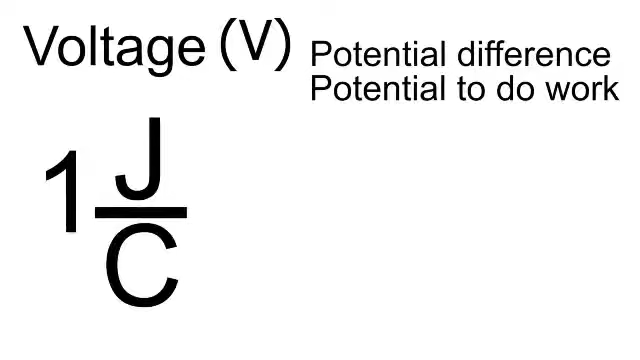 Voltage (V)
Potential difference
Potential to do work
1 J
C